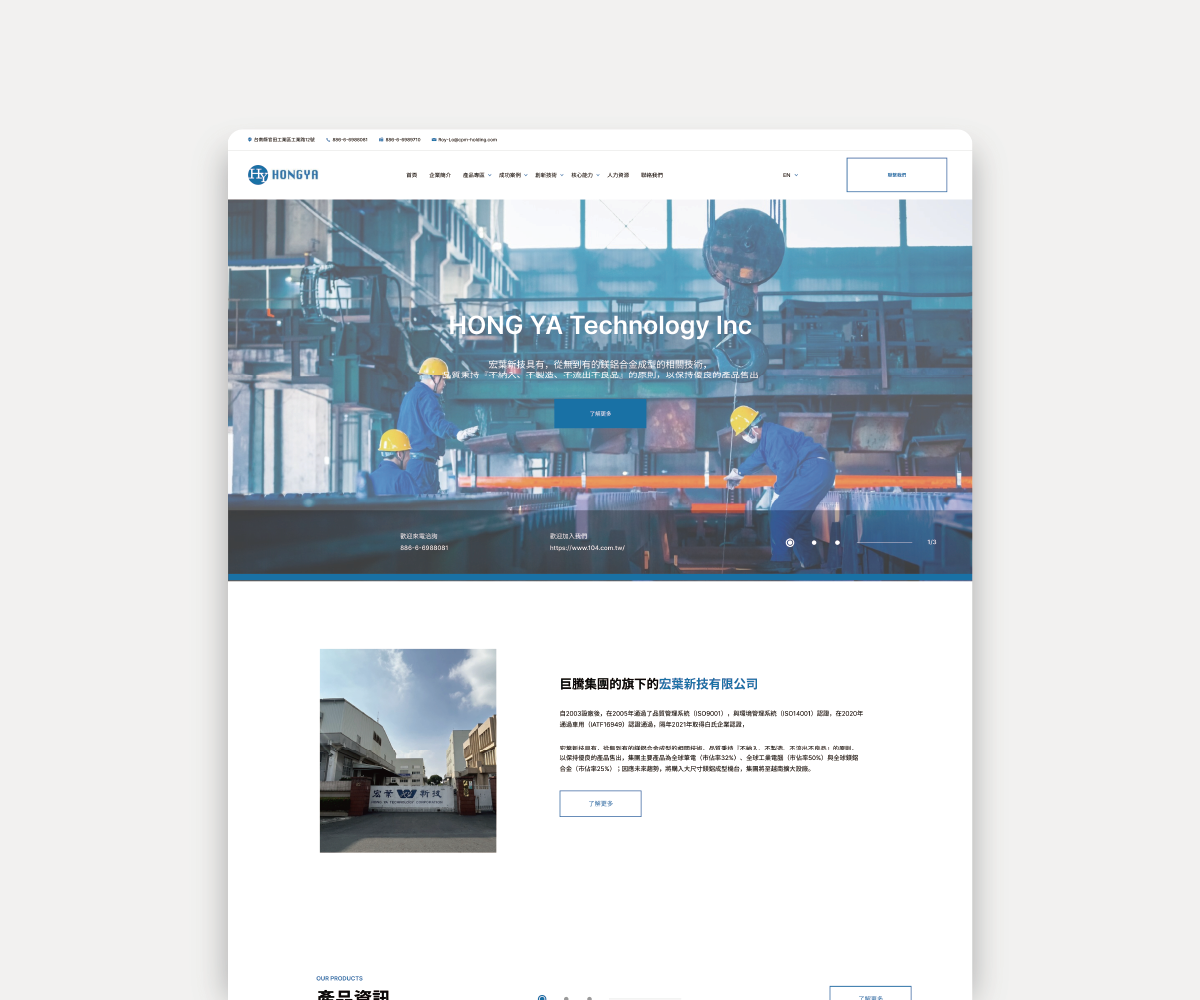 台南縣官田工業區工業路12號 886-6-6988081 886-6-6989710 Roy-Lo@cpm-holding.com
HY HONGYA 首頁 企業簡介 產品專區 成功案例 創新技術 核心能力 人力資源 聯絡我們 EN 聯繫我們
HONG YA Technology Inc
宏葉新技具有，從無到有的鎂鋁合金成型的相關技術，
品質秉持「不納入、不製造、不流出不良品」的原則，以保持優良的產品售出
了解更多
歡迎來電洽詢 歡迎加入我們
886-6-6988081 https://www.104.com.tw/ 1/3
巨騰集團的旗下的宏葉新技有限公司
自2003設廠後，在2005年通過了品質管理系統（ISO9001），與環境管理系統（ISO14001）認證，在2020年
通過車用（IATF16949）認證通過，隔年2021年取得白氏企業認證，
宏葉新技具有，從無到有的鎂鋁合金成型的相關技術，品質秉持「不納入、不製造、不流出不良品」的原則，
以保持優良的產品售出，集團主要產品為全球筆電（市佔率32%）、全球工業電腦（市佔率50%）與全球鎂鋁
合金（市佔率25%）；因應未來趨勢，將購入大尺寸鎂鋁成型機台，集團將至越南擴大設廠。
宏葉 新技
HONG YA TECHNOLOGY CORPORATION
了解更多
OUR PRODUCTS
產品資訊
了解更多